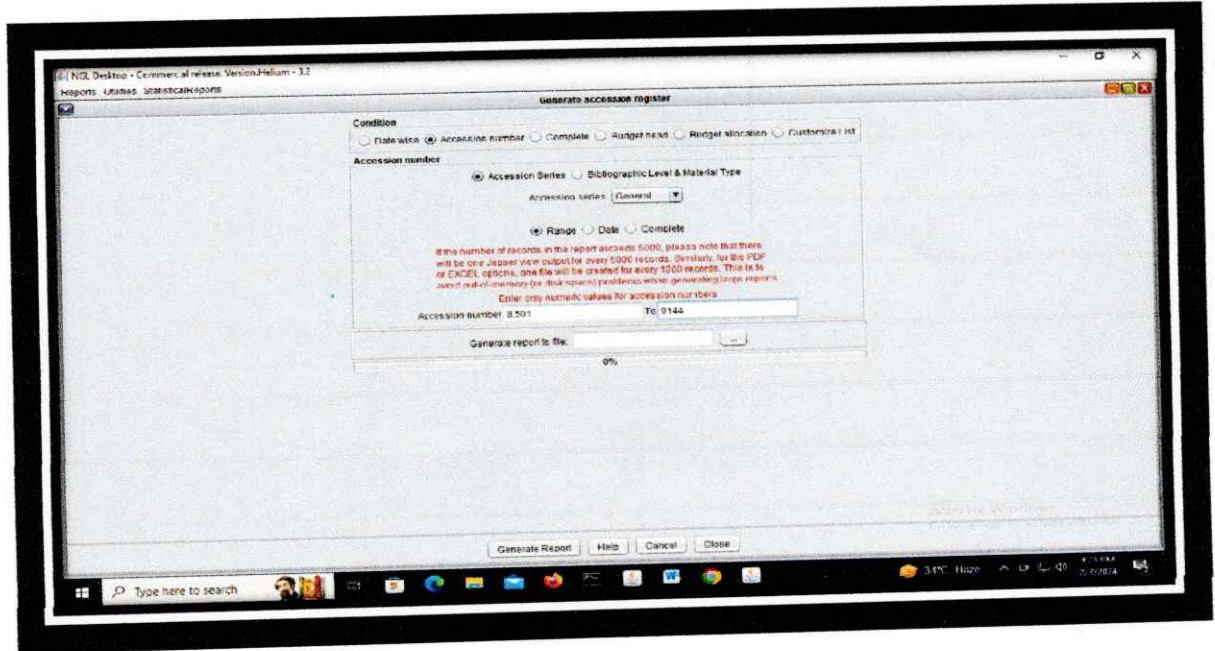 NGL Desktop - Commercial release. Version.Helium - 3.2
Reports Utilities StatisticalReports
Generate accession register
Condition
Date wise Accession number Complete Budget head Budget allocation Customize List
Accession number
Accession Series Bibliographic Level & Material Type
Accession series General
Range Date Complete
If the number of records in the report exceeds 5000, please note that there
will be one Japser view output for every 5000 records. Similarly, for the PDF
or EXCEL options, one file will be created for every 1000 records. This is to
avoid out-of-memory (or disk space) problems when generating large reports
Enter only numeric values for accession numbers
Accession number 8,501 To 9144
Generate report to file:
...
0%
Activate Windows
Generate Report Help Cancel Close
Type here to search
34°C Haze